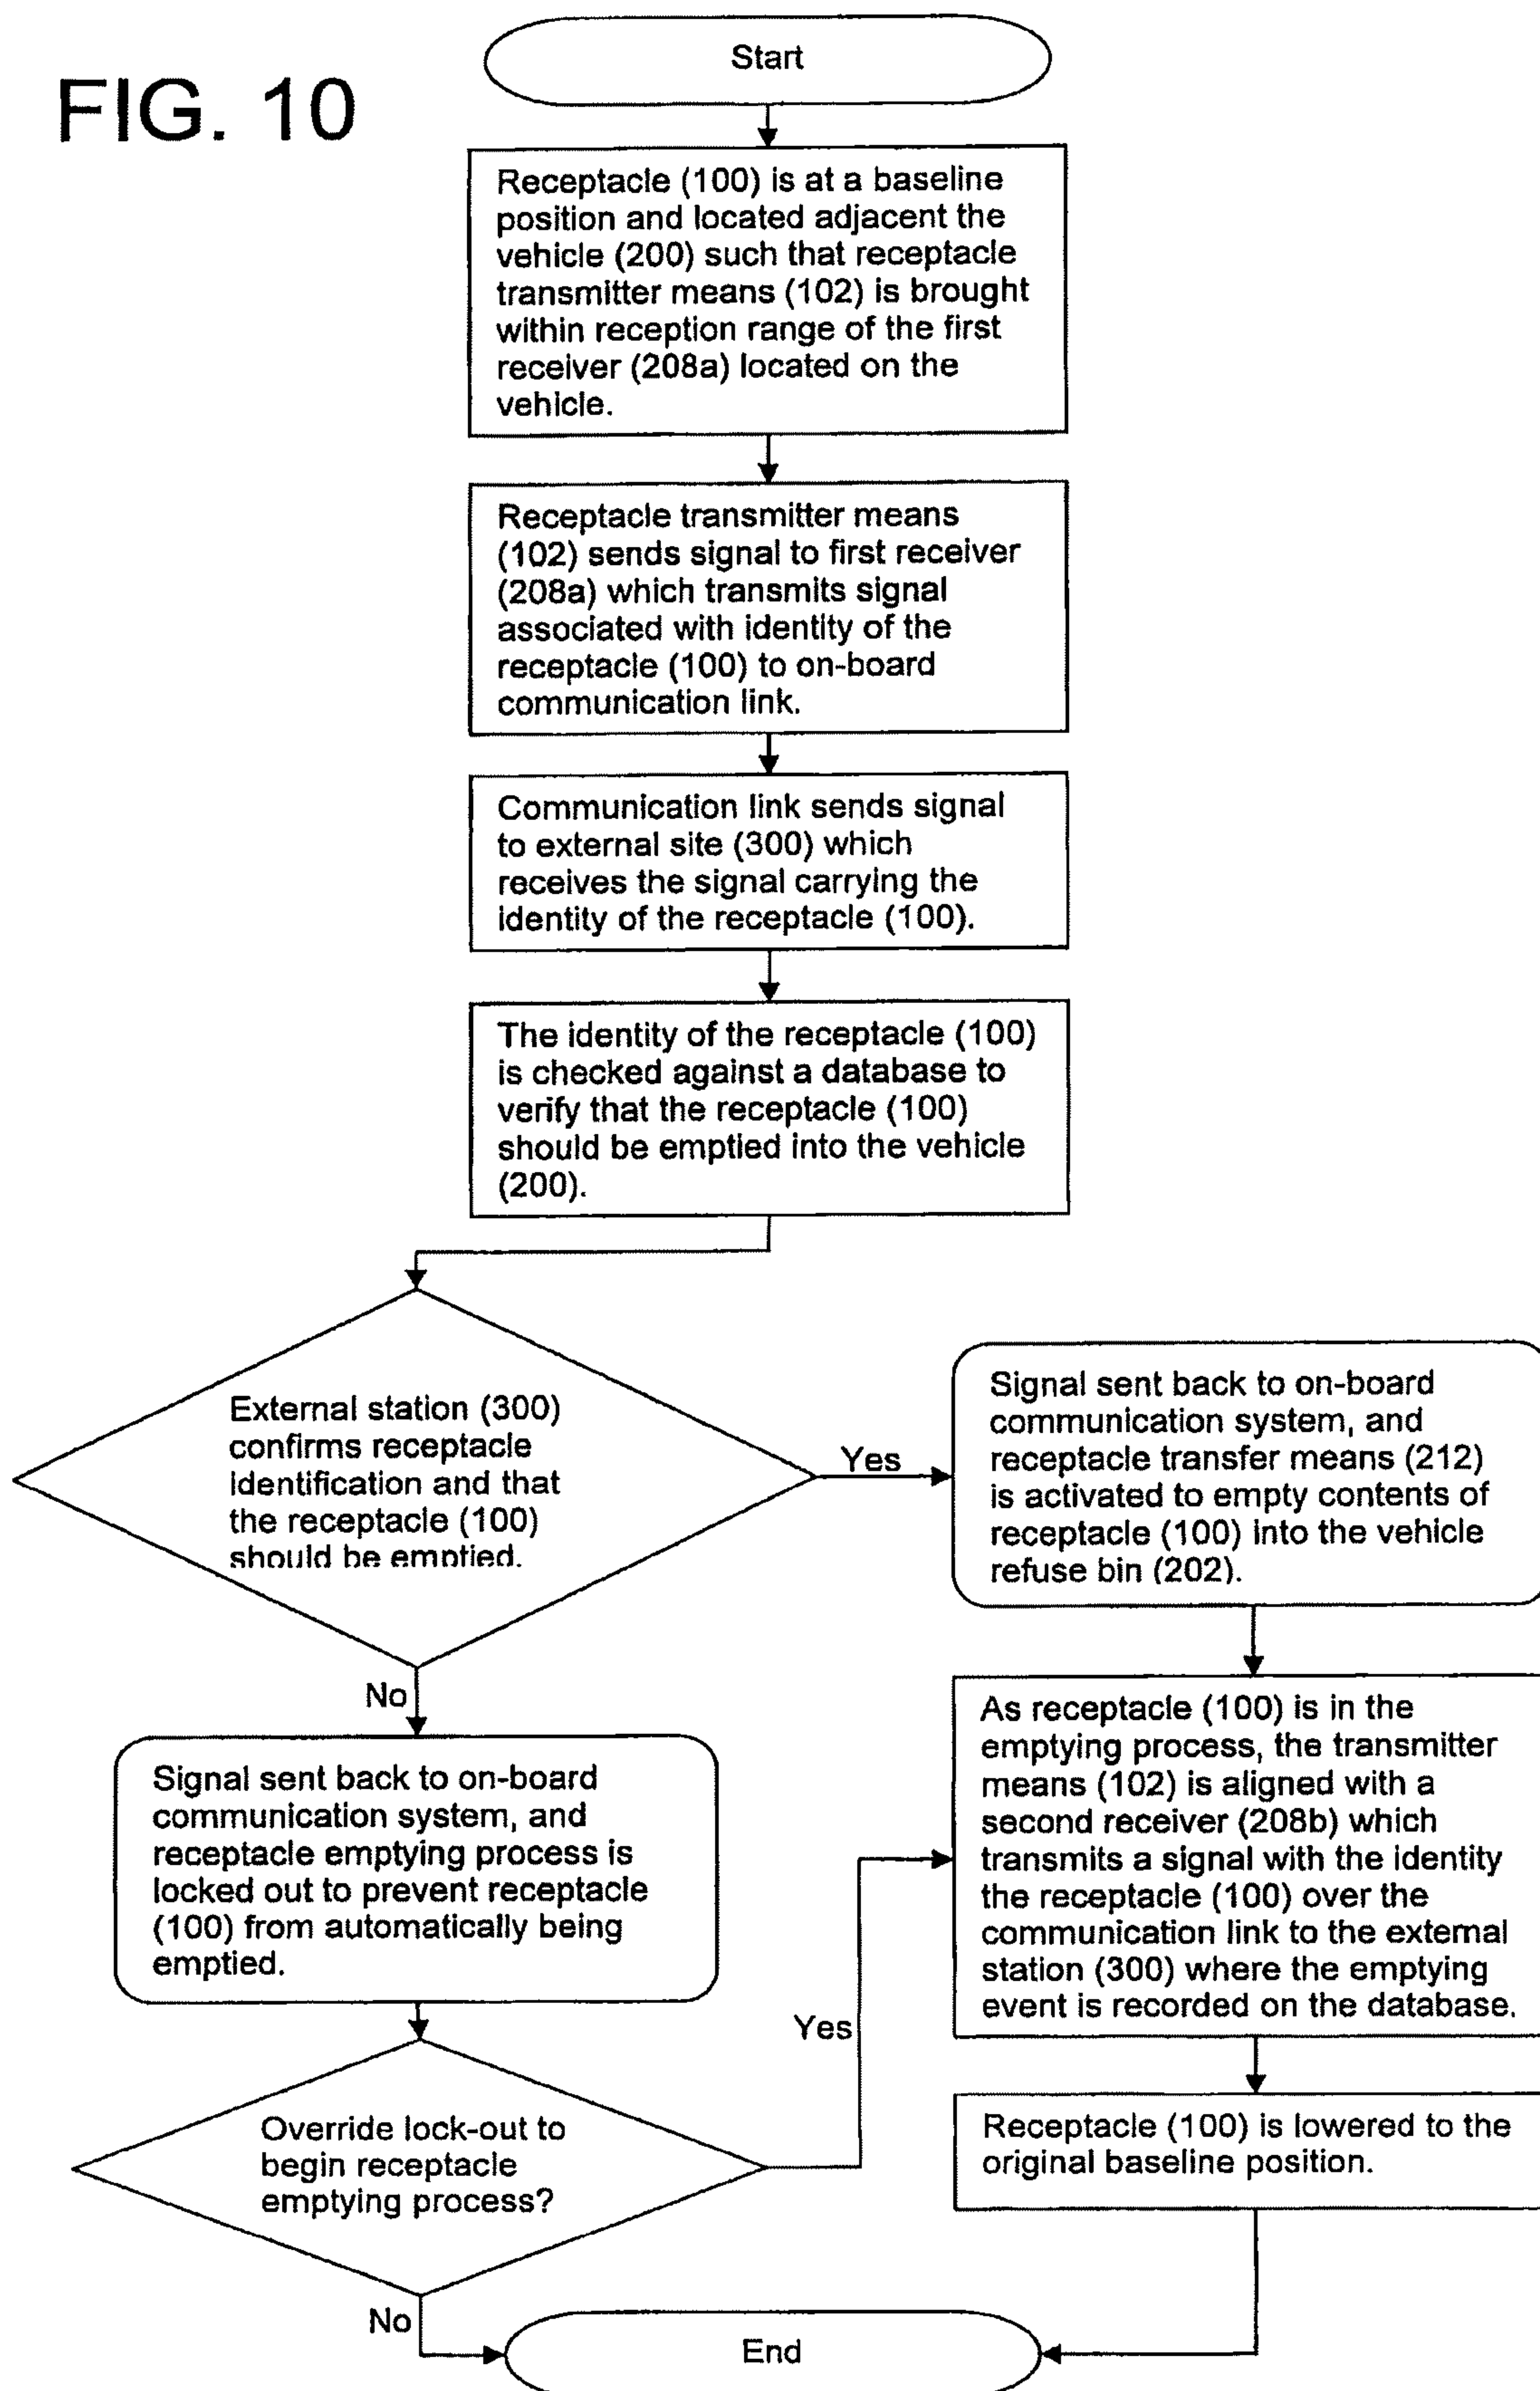 FIG. 10
Start
Receptacle (100) is at a baseline
position and located adjacent the
vehicle (200) such that receptacle
transmitter means (102) is brought
within reception range of the first
receiver (208a) located on the
vehicle.
Receptacle transmitter means
(102) sends signal to first receiver
(208a) which transmits signal
associated with identity of the
receptacle (100) to on-board
communication link.
Communication link sends signal
to external site (300) which
receives the signal carrying the
identity of the receptacle (100).
The identity of the receptacle (100)
is checked against a database to
verify that the receptacle (100)
should be emptied into the vehicle
(200).
External station (300)
confirms receptacle
identification and that
the receptacle (100)
should be emptied.
Yes
Signal sent back to on-board
communication system, and
receptacle transfer means (212)
is activated to empty contents of
receptacle (100) into the vehicle
refuse bin (202).
No
Signal sent back to on-board
communication system, and
receptacle emptying process is
locked out to prevent receptacle
(100) from automatically being
emptied.
As receptacle (100) is in the
emptying process, the transmitter
means (102) is aligned with a
second receiver (208b) which
transmits a signal with the identity
the receptacle (100) over the
communication link to the external
station (300) where the emptying
event is recorded on the database.
Yes
Override lock-out to
begin receptacle
emptying process?
Receptacle (100) is lowered to the
original baseline position.
No
End